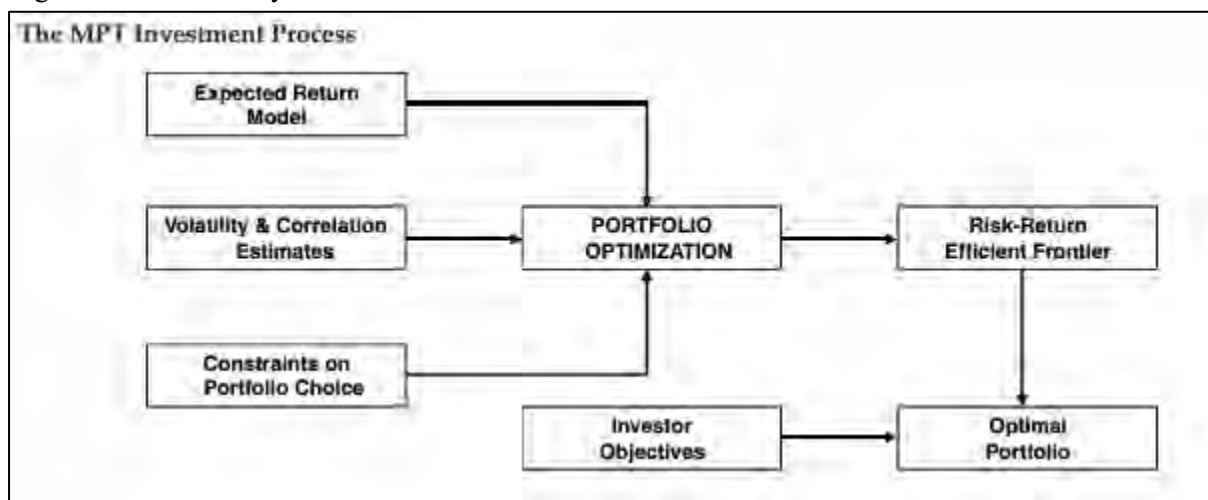 The MPT Investment Process
Expected Return
Model
Volatility & Correlation
Estimates
PORTFOLIO
OPTIMIZATION
Risk-Return
Efficient Frontier
Constraints on
Portfolio Choice
Investor
Objectives
Optimal
Portfolio